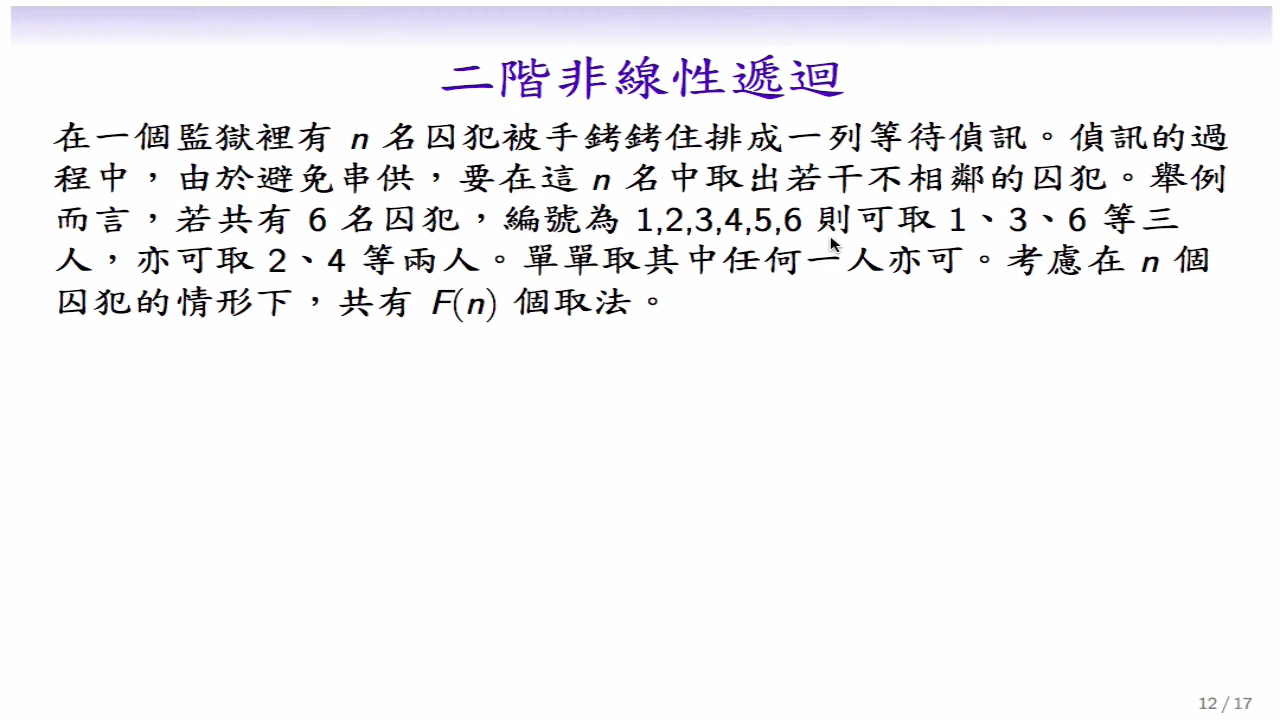 二階非線性遞迴
在一個監獄裡有 n 名囚犯被手銬銬住排成一列等待偵訊。偵訊的過
程中，由於避免串供，要在這 n 名中取出若干不相鄰的囚犯。舉例
而言，若共有 6 名囚犯，編號為 1,2,3,4,5,6 則可取 1、3、6 等三
人，亦可取 2、4 等兩人。單單取其中任何一人亦可。考慮在 n 個
囚犯的情形下，共有 F(n) 個取法。
12 / 17